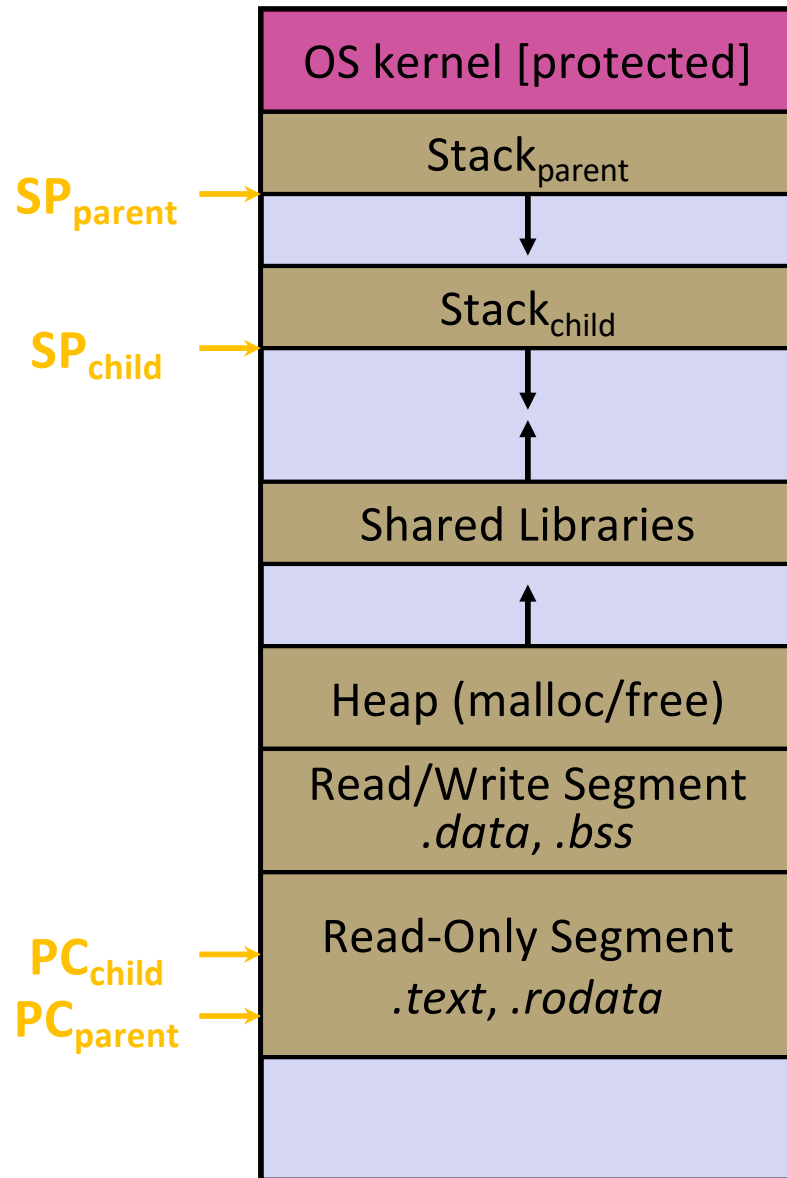 OS kernel [protected]
Stackparent
SPparent
Stackchild
SPchild
Shared Libraries
Heap (malloc/free)
Read/Write Segment
.data, .bss
Read-Only Segment
PCchild
.text, .rodata
PCparent